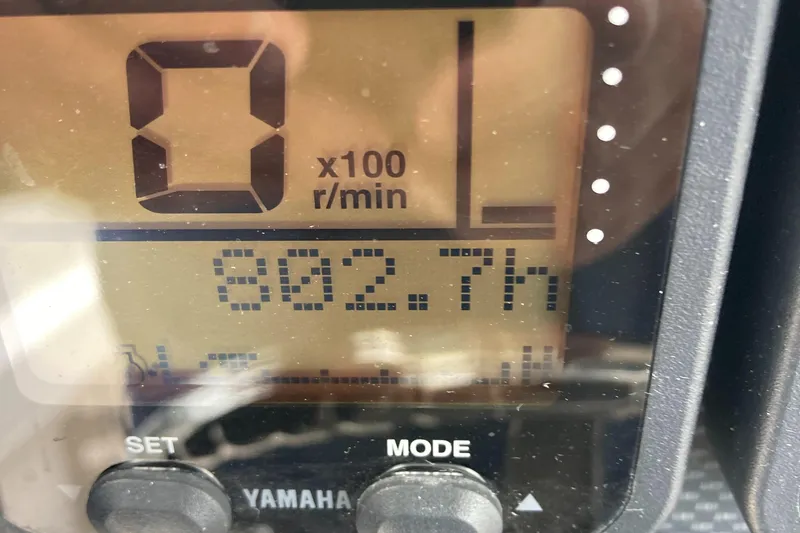 0
x100
r/min
802.7h
SET
MODE
YAMAHA